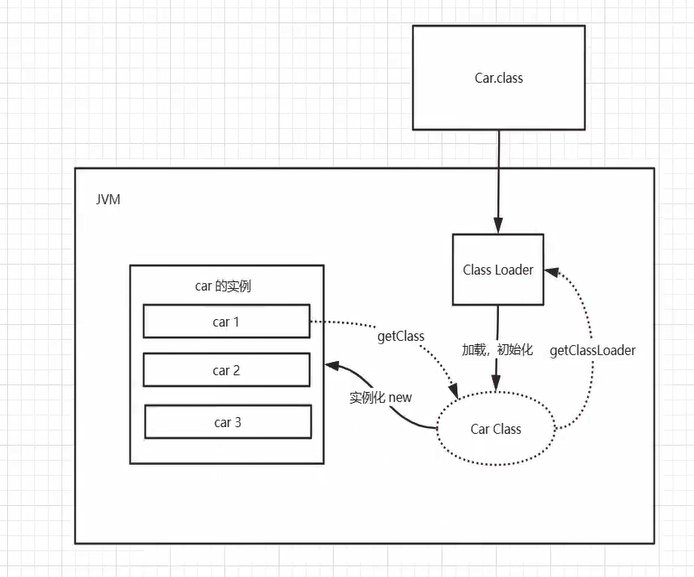 Car.class
JVM
Class Loader
car 的实例
car 1
getClass
加载，初始化
getClassLoader
car 2
实例化 new
car 3
Car Class